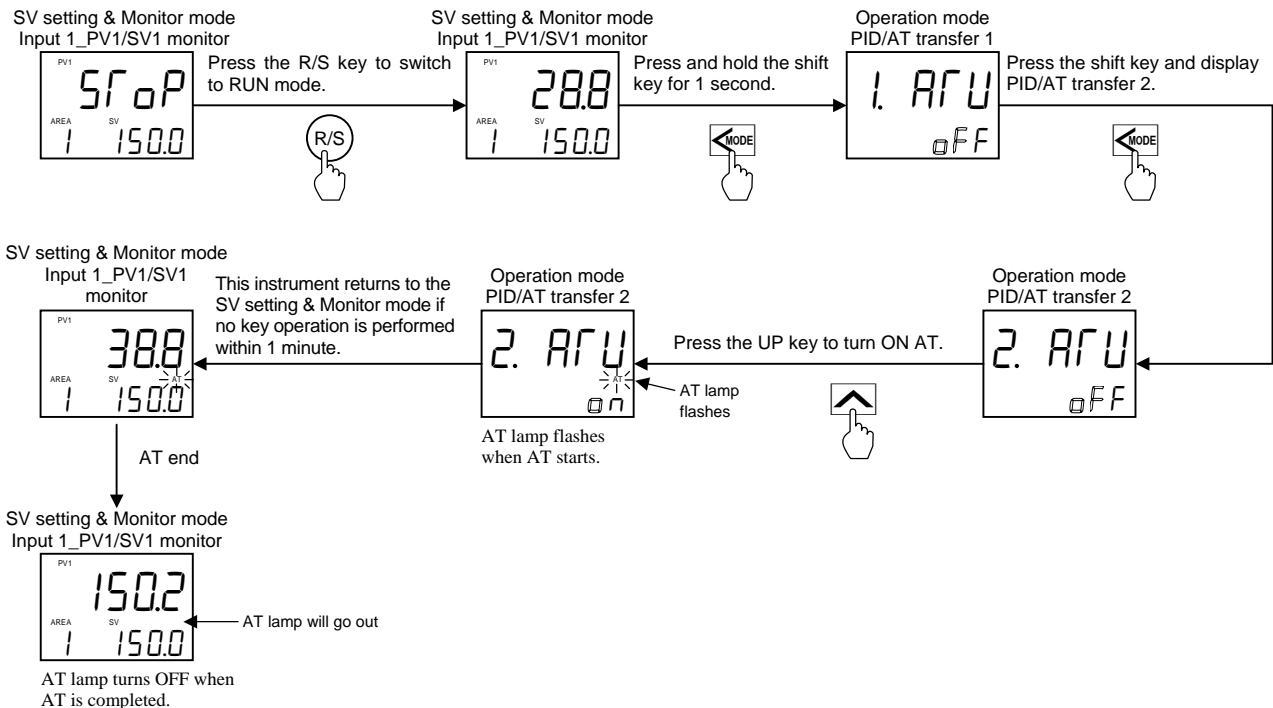 SV setting & Monitor mode
Input 1_PV1/SV1 monitor
PV1
SToP
AREA
SV
1
150.0
Press the R/S key to switch
to RUN mode.
R/S
SV setting & Monitor mode
Input 1_PV1/SV1 monitor
PV1
28.8
AREA
SV
1
150.0
Press and hold the shift
key for 1 second.
MODE
Operation mode
PID/AT transfer 1
1. ATU
oFF
Press the shift key and display
PID/AT transfer 2.
MODE
Operation mode
PID/AT transfer 2
2. ATU
oFF
Press the UP key to turn ON AT.
Operation mode
PID/AT transfer 2
2. ATU
AT
on
AT lamp
flashes
AT lamp flashes
when AT starts.
This instrument returns to the
SV setting & Monitor mode if
no key operation is performed
within 1 minute.
SV setting & Monitor mode
Input 1_PV1/SV1
monitor
PV1
38.8
AREA
SV
AT
1
150.0
AT end
SV setting & Monitor mode
Input 1_PV1/SV1 monitor
PV1
150.2
AREA
SV
1
150.0
AT lamp will go out
AT lamp turns OFF when
AT is completed.